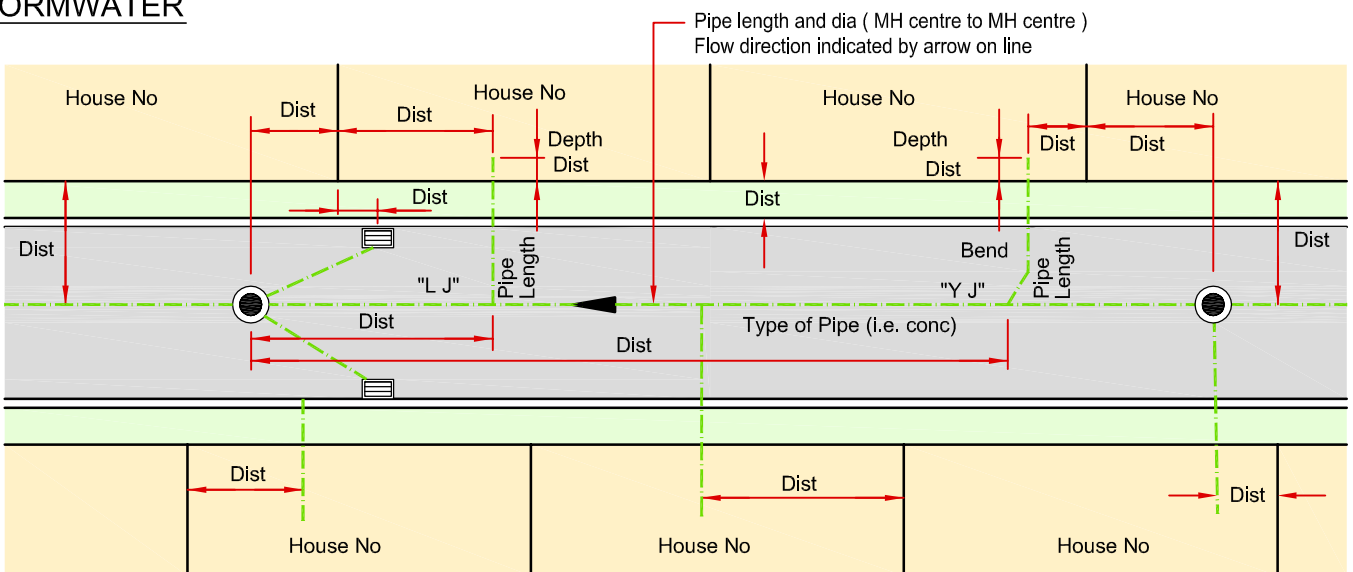 ORMWATER
Pipe length and dia ( MH centre to MH centre )
Flow direction indicated by arrow on line
House No
House No
House No
House No
Dist
Dist
Depth
Dist
Depth
Dist
Dist
Dist
Dist
Dist
Dist
Dist
Bend
Pipe
Length
Pipe
Length
"L J"
"Y J"
Dist
Type of Pipe (i.e. conc)
Dist
Dist
Dist
Dist
House No
House No
House No